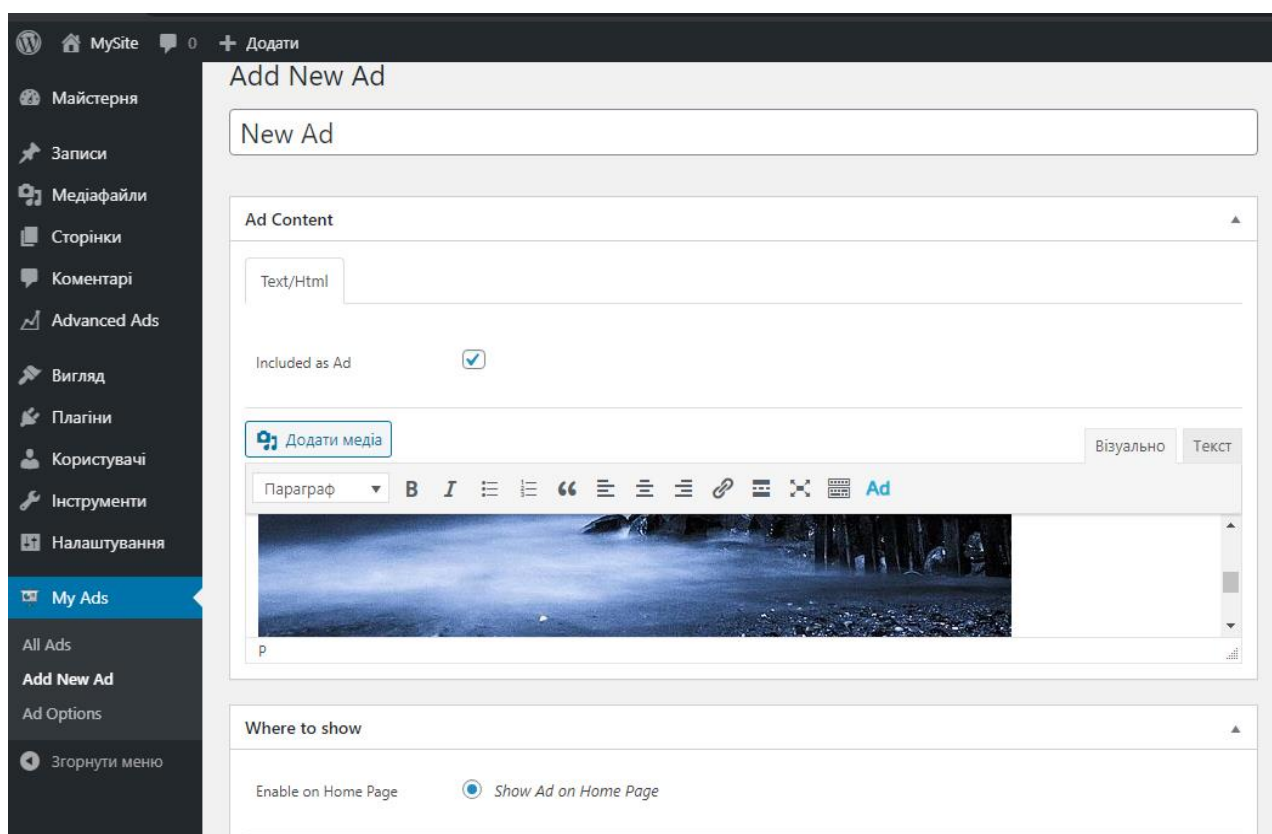 MySite 0 Додати
Майстерня
Записи
Медіафайли
Сторінки
Коментарі
Advanced Ads
Вигляд
Плагіни
Користувачі
Інструменти
Налаштування
My Ads
All Ads
Add New Ad
Ad Options
Згорнути меню
Add New Ad
New Ad
Ad Content
Text/Html
Included as Ad
Додати медіа
Візуально Текст
Параграф B I Ad
P
Where to show
Enable on Home Page Show Ad on Home Page